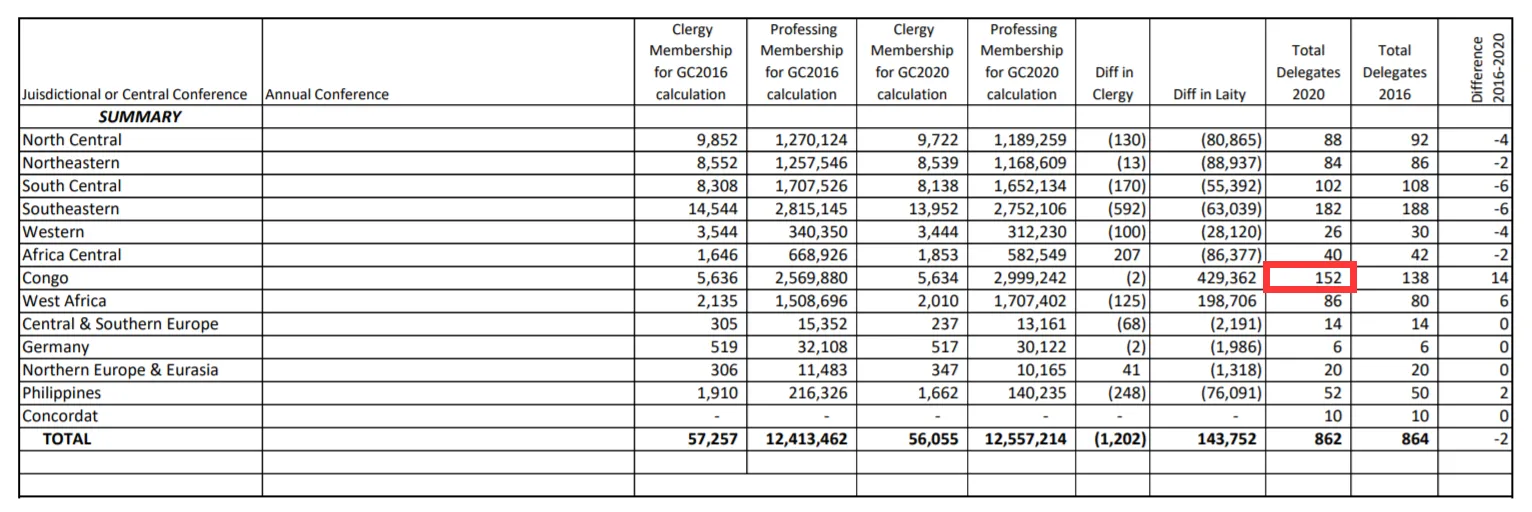 Juisdictional or Central Conference Annual Conference Clergy Membership for GC2016 calculation Professing Membership for GC2016 calculation Clergy Membership for GC2020 calculation Professing Membership for GC2020 calculation Diff in Clergy Diff in Laity Total Delegates 2020 Total Delegates 2016 Difference 2016-2020
SUMMARY
North Central 9,852 1,270,124 9,722 1,189,259 (130) (80,865) 88 92 -4
Northeastern 8,552 1,257,546 8,539 1,168,609 (13) (88,937) 84 86 -2
South Central 8,308 1,707,526 8,138 1,652,134 (170) (55,392) 102 108 -6
Southeastern 14,544 2,815,145 13,952 2,752,106 (592) (63,039) 182 188 -6
Western 3,544 340,350 3,444 312,230 (100) (28,120) 26 30 -4
Africa Central 1,646 668,926 1,853 582,549 207 (86,377) 40 42 -2
Congo 5,636 2,569,880 5,634 2,999,242 (2) 429,362 152 138 14
West Africa 2,135 1,508,696 2,010 1,707,402 (125) 198,706 86 80 6
Central & Southern Europe 305 15,352 237 13,161 (68) (2,191) 14 14 0
Germany 519 32,108 517 30,122 (2) (1,986) 6 6 0
Northern Europe & Eurasia 306 11,483 347 10,165 41 (1,318) 20 20 0
Philippines 1,910 216,326 1,662 140,235 (248) (76,091) 52 50 2
Concordat - - - - - - 10 10 0
TOTAL 57,257 12,413,462 56,055 12,557,214 (1,202) 143,752 862 864 -2